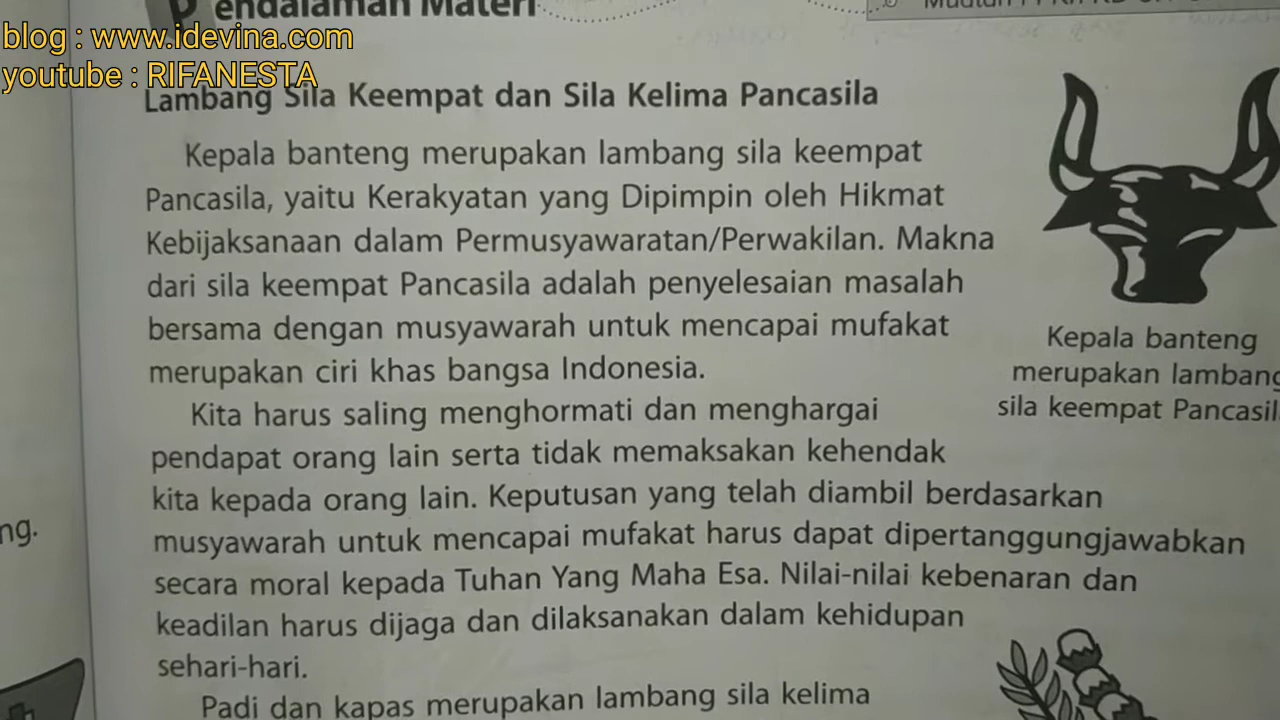 Pendalaman Materi
blog : www.idevina.com
youtube : RIFANESTA
Lambang Sila Keempat dan Sila Kelima Pancasila
Kepala banteng merupakan lambang sila keempat
Pancasila, yaitu Kerakyatan yang Dipimpin oleh Hikmat
Kebijaksanaan dalam Permusyawaratan/Perwakilan. Makna
dari sila keempat Pancasila adalah penyelesaian masalah
bersama dengan musyawarah untuk mencapai mufakat
merupakan ciri khas bangsa Indonesia.
Kepala banteng
merupakan lambang
sila keempat Pancasil
Kita harus saling menghormati dan menghargai
pendapat orang lain serta tidak memaksakan kehendak
kita kepada orang lain. Keputusan yang telah diambil berdasarkan
musyawarah untuk mencapai mufakat harus dapat dipertanggungjawabkan
secara moral kepada Tuhan Yang Maha Esa. Nilai-nilai kebenaran dan
keadilan harus dijaga dan dilaksanakan dalam kehidupan
sehari-hari.
Padi dan kapas merupakan lambang sila kelima
ng.